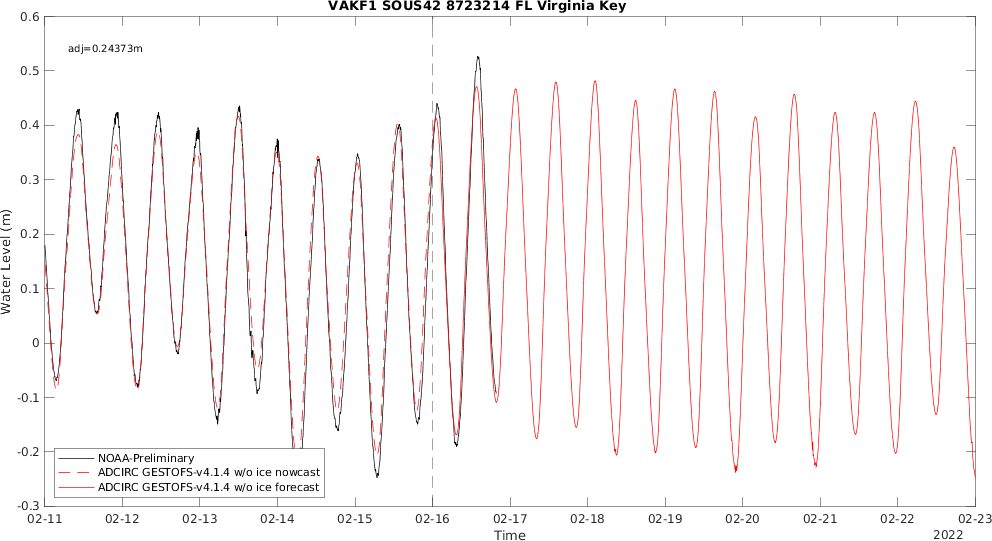 VAKF1 SOUS42 8723214 FL Virginia Key
adj=0.24373m
0.6
0.5
0.4
0.3
0.2
0.1
0
-0.1
-0.2
-0.3
Water Level (m)
NOAA-Preliminary
ADCIRC GESTOFS-v4.1.4 w/o ice nowcast
ADCIRC GESTOFS-v4.1.4 w/o ice forecast
02-11 02-12 02-13 02-14 02-15 02-16 02-17 02-18 02-19 02-20 02-21 02-22 02-23
Time
2022